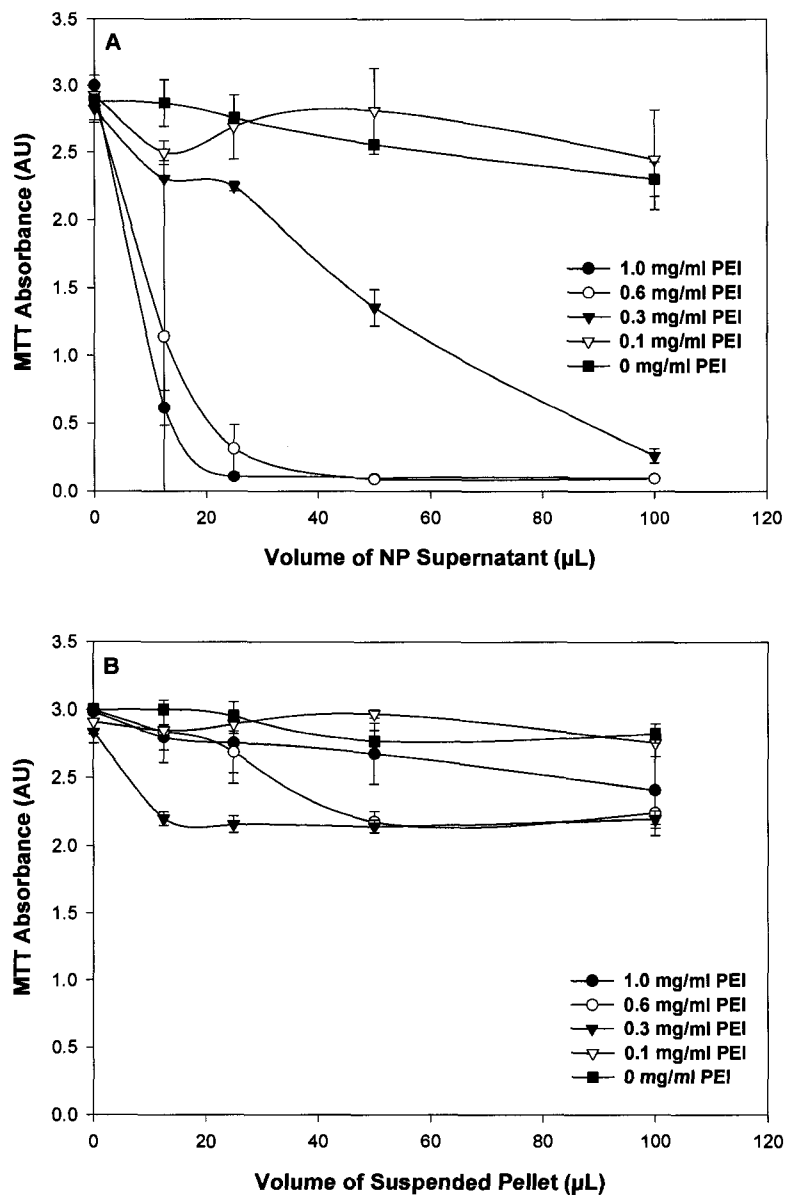 A
3.5
3.0
2.5
2.0
1.5
1.0
0.5
0.0
MTT Absorbance (AU)
1.0 mg/ml PEI
0.6 mg/ml PEI
0.3 mg/ml PEI
0.1 mg/ml PEI
0 mg/ml PEI
0 20 40 60 80 100 120
Volume of NP Supernatant (µL)
B
3.5
3.0
2.5
2.0
1.5
1.0
0.5
0.0
MTT Absorbance (AU)
1.0 mg/ml PEI
0.6 mg/ml PEI
0.3 mg/ml PEI
0.1 mg/ml PEI
0 mg/ml PEI
0 20 40 60 80 100 120
Volume of Suspended Pellet (µL)